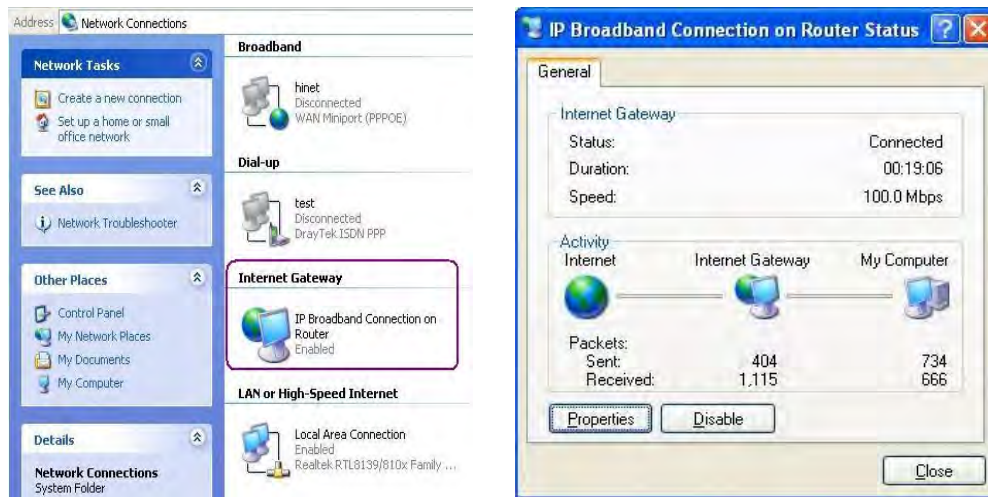 Address Network Connections
Network Tasks
Create a new connection
Set up a home or small
office network
See Also
Network Troubleshooter
Other Places
Control Panel
My Network Places
My Documents
My Computer
Details
Network Connections
System Folder
Broadband
hinet
Disconnected
WAN Miniport (PPPOE)
Dial-up
test
Disconnected
DrayTek ISDN PPP
Internet Gateway
IP Broadband Connection on
Router
Enabled
LAN or High-Speed Internet
Local Area Connection
Enabled
Realtek RTL8139/810x Family ...
IP Broadband Connection on Router Status
General
Internet Gateway
Status: Connected
Duration: 00:19:06
Speed: 100.0 Mbps
Activity
Internet Internet Gateway My Computer
Packets:
Sent: 404 734
Received: 1,115 666
Properties Disable
Close